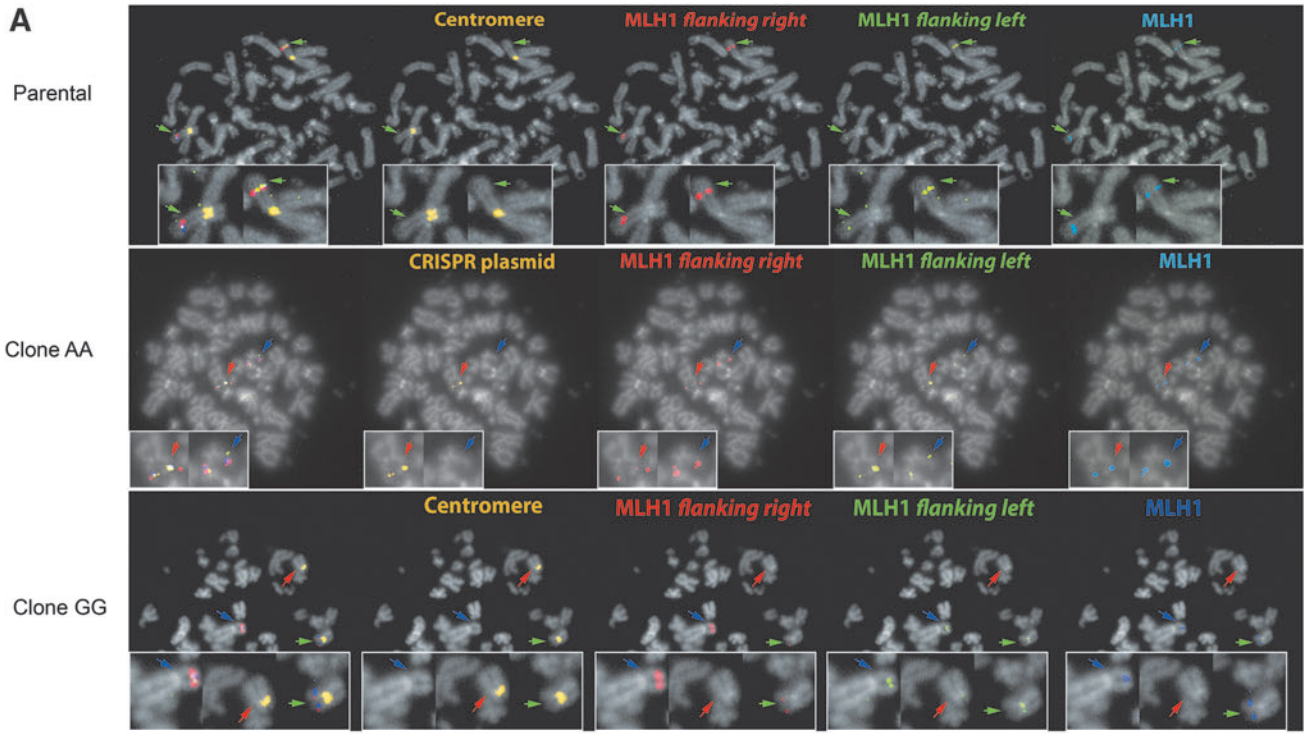 A
Centromere MLH1 flanking right MLH1 flanking left MLH1
Parental
CRISPR plasmid MLH1 flanking right MLH1 flanking left MLH1
Clone AA
Centromere MLH1 flanking right MLH1 flanking left MLH1
Clone GG